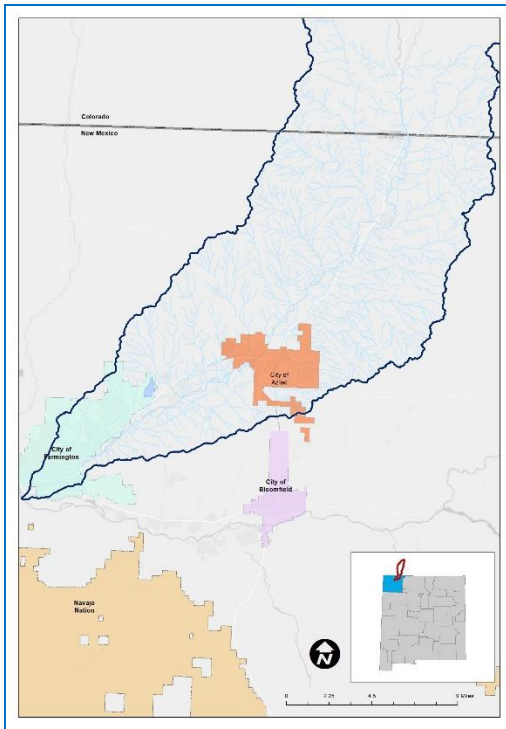 Colorado
New Mexico
City of
Aztec
City of
Farmington
City of
Bloomfield
Navajo
Nation
N
0 2.25 4.5 9 Miles